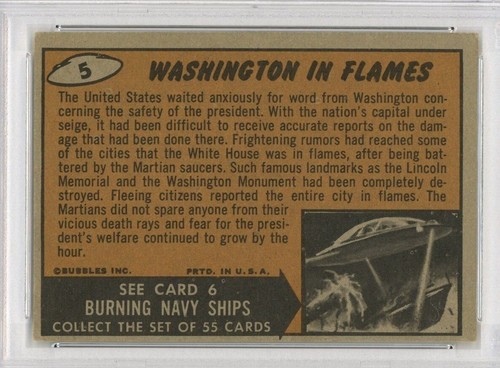 5
WASHINGTON IN FLAMES
The United States waited anxiously for word from Washington con-
cerning the safety of the president. With the nation's capital under
seige, it had been difficult to receive accurate reports on the dam-
age that had been done there. Frightening rumors had reached some
of the cities that the White House was in flames, after being bat-
tered by the Martian saucers. Such famous landmarks as the Lincoln
Memorial and the Washington Monument had been completely de-
stroyed. Fleeing citizens reported the entire city in flames. The
Martians did not spare anyone from their
vicious death rays and fear for the presi-
dent's welfare continued to grow by the
hour.
©BUBBLES INC. PRTD. IN U.S.A.
SEE CARD 6
BURNING NAVY SHIPS
COLLECT THE SET OF 55 CARDS